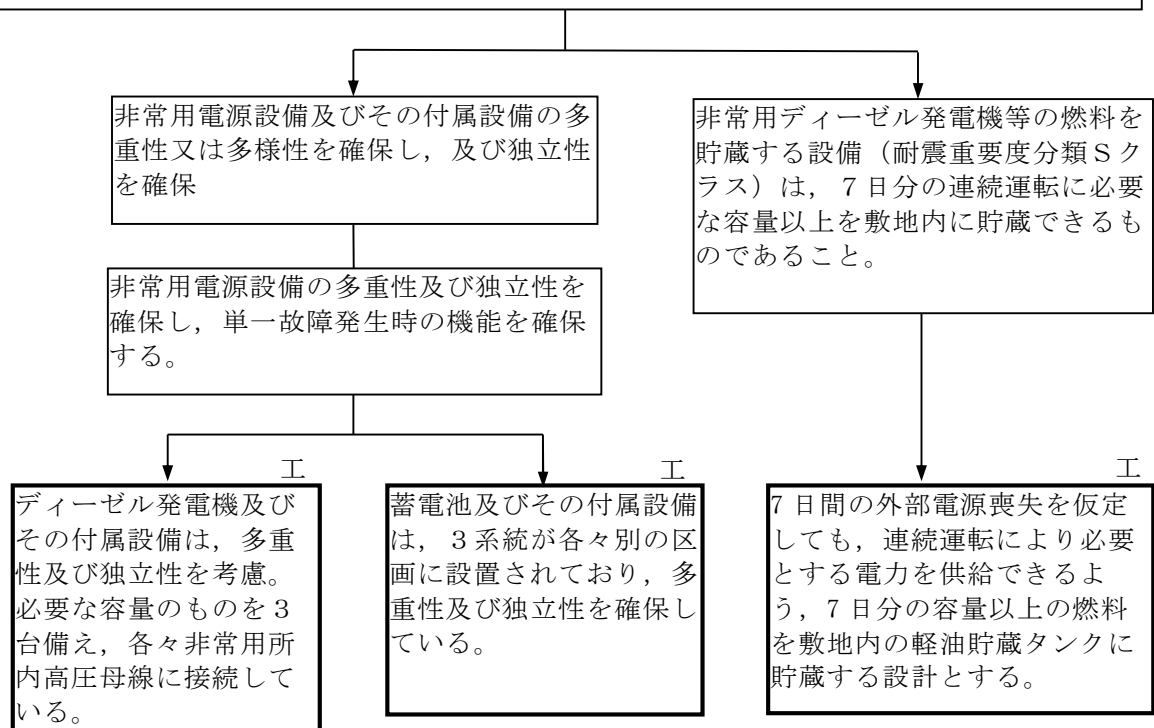 非常用電源設備及びその付属設備の多
重性又は多様性を確保し，及び独立性
を確保
非常用ディーゼル発電機等の燃料を
貯蔵する設備（耐震重要度分類Ｓク
ラス）は，７日分の連続運転に必要
な容量以上を敷地内に貯蔵できるも
のであること。
非常用電源設備の多重性及び独立性を
確保し，単一故障発生時の機能を確保
する。
工
ディーゼル発電機及び
その付属設備は，多重
性及び独立性を考慮。
必要な容量のものを３
台備え，各々非常用所
内高圧母線に接続して
いる。
工
蓄電池及びその付属設備
は，３系統が各々別の区
画に設置されており，多
重性及び独立性を確保し
ている。
工
7 日間の外部電源喪失を仮定
しても，連続運転により必要
とする電力を供給できるよ
う，7 日分の容量以上の燃料
を敷地内の軽油貯蔵タンクに
貯蔵する設計とする。